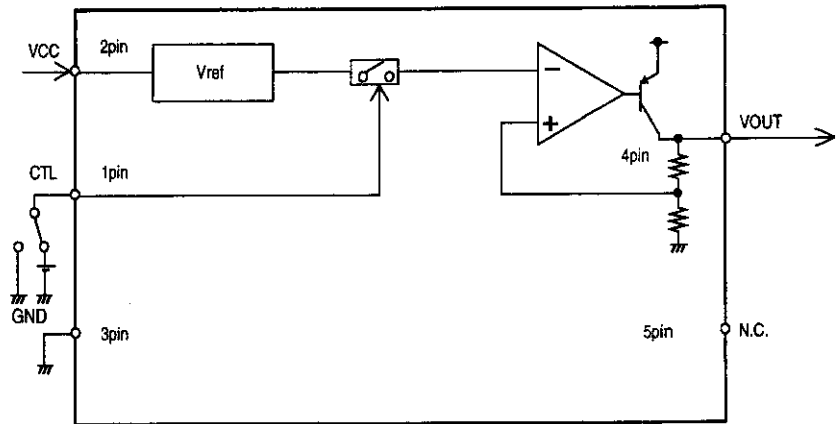 VCC
2pin
Vref
−
+
VOUT
4pin
CTL
1pin
GND
3pin
5pin
N.C.